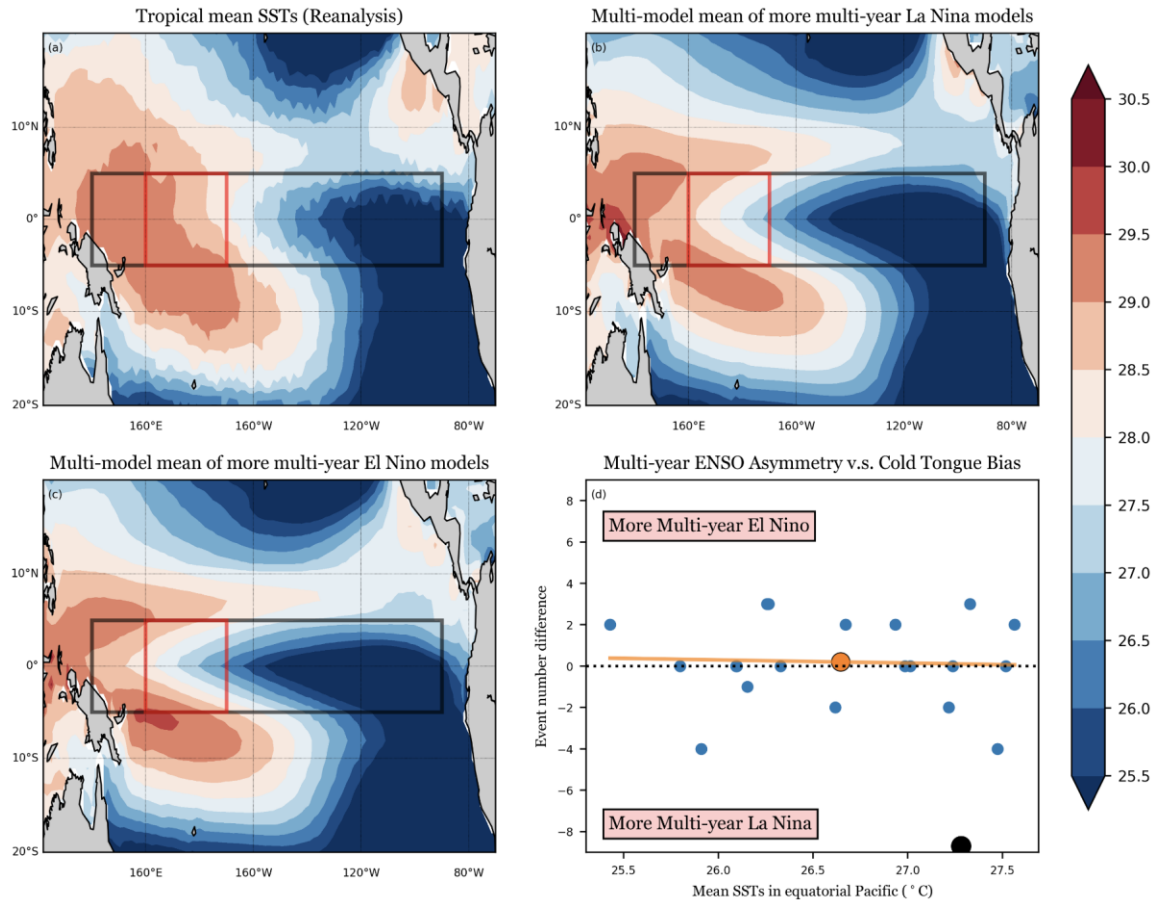 Tropical mean SSTs (Reanalysis)
(a)
10°N
0°
10°S
20°S
160°E
160°W
120°W
80°W
Multi-model mean of more multi-year La Nina models
(b)
160°E
160°W
120°W
80°W
30.5
30.0
29.5
29.0
28.5
28.0
27.5
27.0
26.5
26.0
25.5
Multi-model mean of more multi-year El Nino models
(c)
10°N
0°
10°S
20°S
160°E
160°W
120°W
80°W
Multi-year ENSO Asymmetry v.s. Cold Tongue Bias
(d)
More Multi-year El Nino
More Multi-year La Nina
Event number difference
8
6
4
2
0
−2
−4
−6
−8
25.5
26.0
26.5
27.0
27.5
Mean SSTs in equatorial Pacific ( ° C)